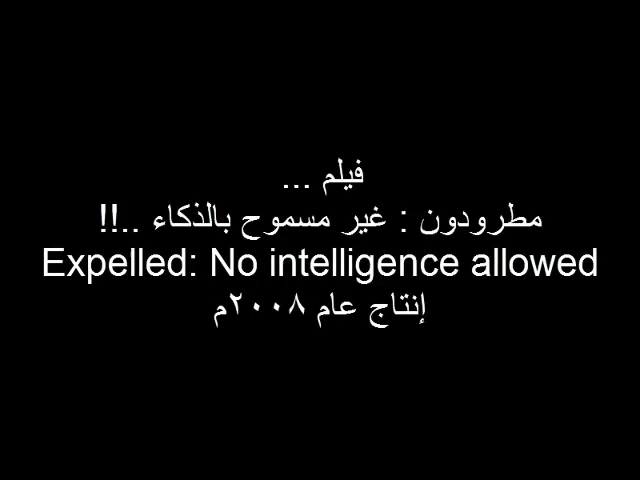 فيلم ...
مطرودون : غير مسموح بالذكاء ..!!
Expelled: No intelligence allowed
إنتاج عام ٢٠٠٨م